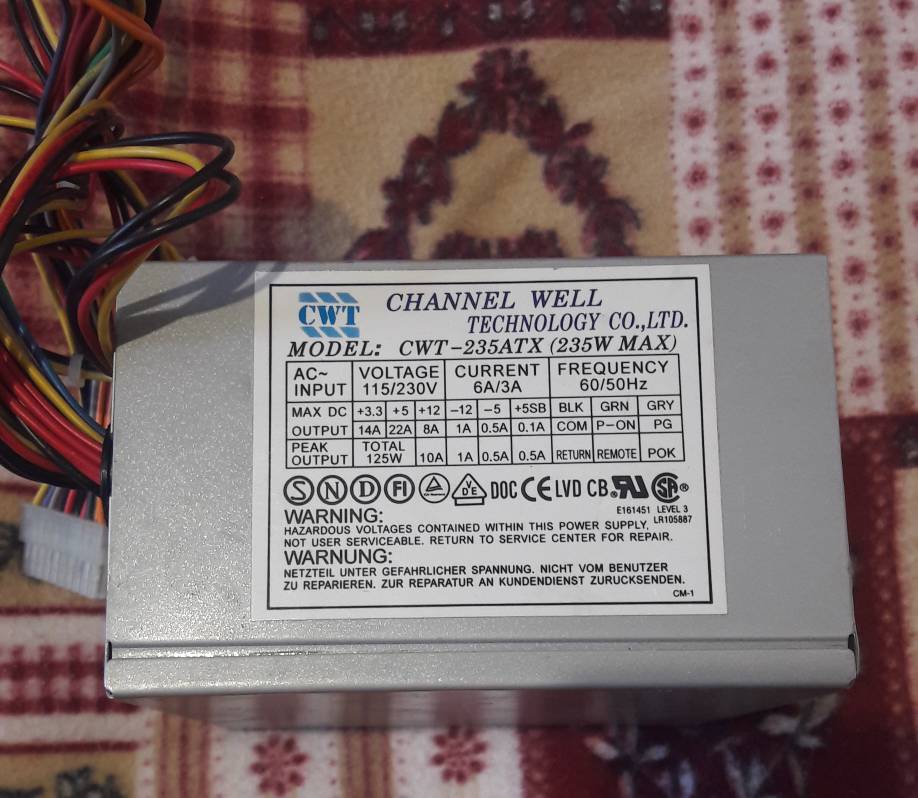 CWT
CHANNEL WELL
TECHNOLOGY CO.,LTD.
MODEL: CWT-235ATX (235W MAX)
AC~ INPUT VOLTAGE 115/230V CURRENT 6A/3A FREQUENCY 60/50Hz
MAX DC +3.3 +5 +12 -12 -5 +5SB BLK GRN GRY
OUTPUT 14A 22A 8A 1A 0.5A 0.1A COM P-ON PG
PEAK OUTPUT TOTAL 125W 10A 1A 0.5A 0.5A RETURN REMOTE POK
S N D FI VDE DOC CE LVD CB RU SA®
E161451 LEVEL 3
LR105887
WARNING:
HAZARDOUS VOLTAGES CONTAINED WITHIN THIS POWER SUPPLY,
NOT USER SERVICEABLE. RETURN TO SERVICE CENTER FOR REPAIR.
WARNUNG:
NETZTEIL UNTER GEFAHRLICHER SPANNUNG. NICHT VOM BENUTZER
ZU REPARIEREN. ZUR REPARATUR AN KUNDENDIENST ZURUCKSENDEN.
CM-1